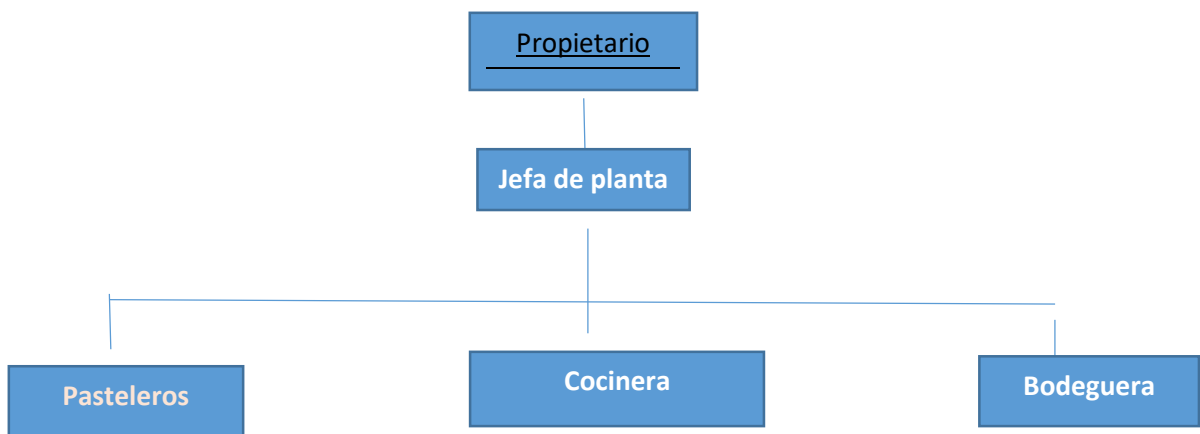 Propietario
Jefa de planta
Pasteleros
Cocinera
Bodeguera